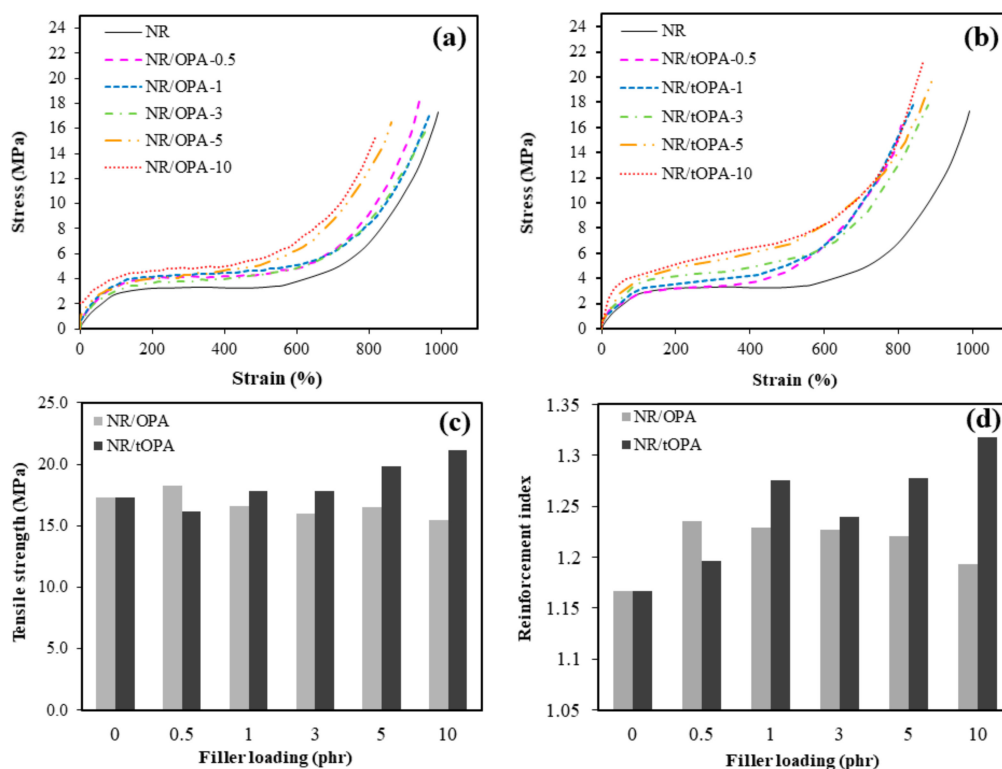 24
22
20
18
16
14
12
10
8
6
4
2
0
Stress (MPa)
NR
NR/OPA-0.5
NR/OPA-1
NR/OPA-3
NR/OPA-5
NR/OPA-10
(a)
0 200 400 600 800 1000
Strain (%)
24
22
20
18
16
14
12
10
8
6
4
2
0
Stress (MPa)
NR
NR/tOPA-0.5
NR/tOPA-1
NR/tOPA-3
NR/tOPA-5
NR/tOPA-10
(b)
0 200 400 600 800 1000
Strain (%)
25.0
20.0
15.0
10.0
5.0
0.0
Tensile strength (MPa)
NR/OPA
NR/tOPA
(c)
0 0.5 1 3 5 10
Filler loading (phr)
1.35
1.3
1.25
1.2
1.15
1.1
1.05
Reinforcement index
NR/OPA
NR/tOPA
(d)
0 0.5 1 3 5 10
Filler loading (phr)